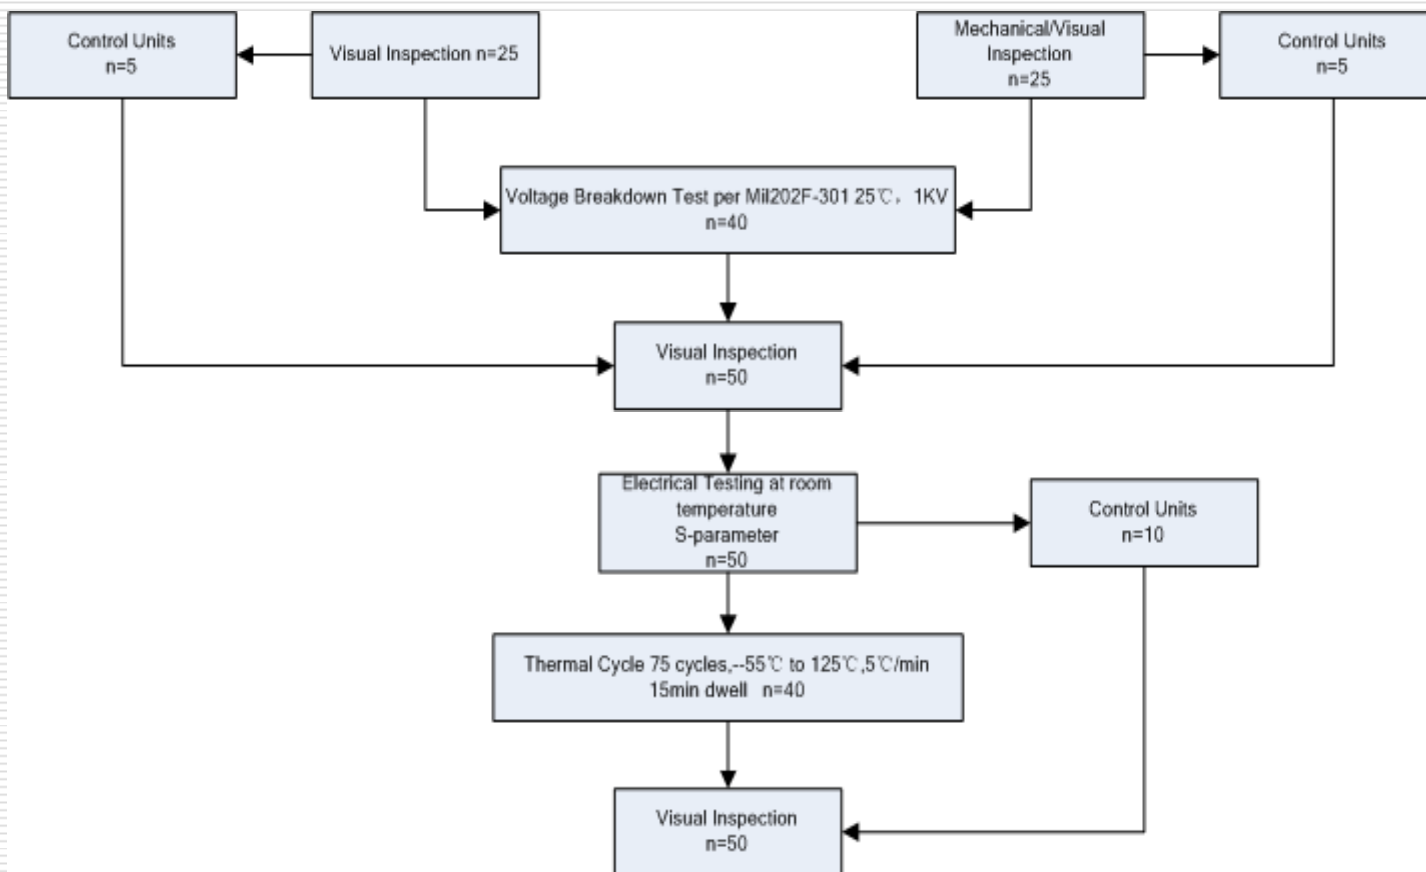 Control Units
n=5
Visual Inspection n=25
Mechanical/Visual
Inspection
n=25
Control Units
n=5
Voltage Breakdown Test per Mil202F-301 25℃，1KV
n=40
Visual Inspection
n=50
Electrical Testing at room
temperature
S-parameter
n=50
Control Units
n=10
Thermal Cycle 75 cycles,--55℃ to 125℃,5℃/min
15min dwell n=40
Visual Inspection
n=50